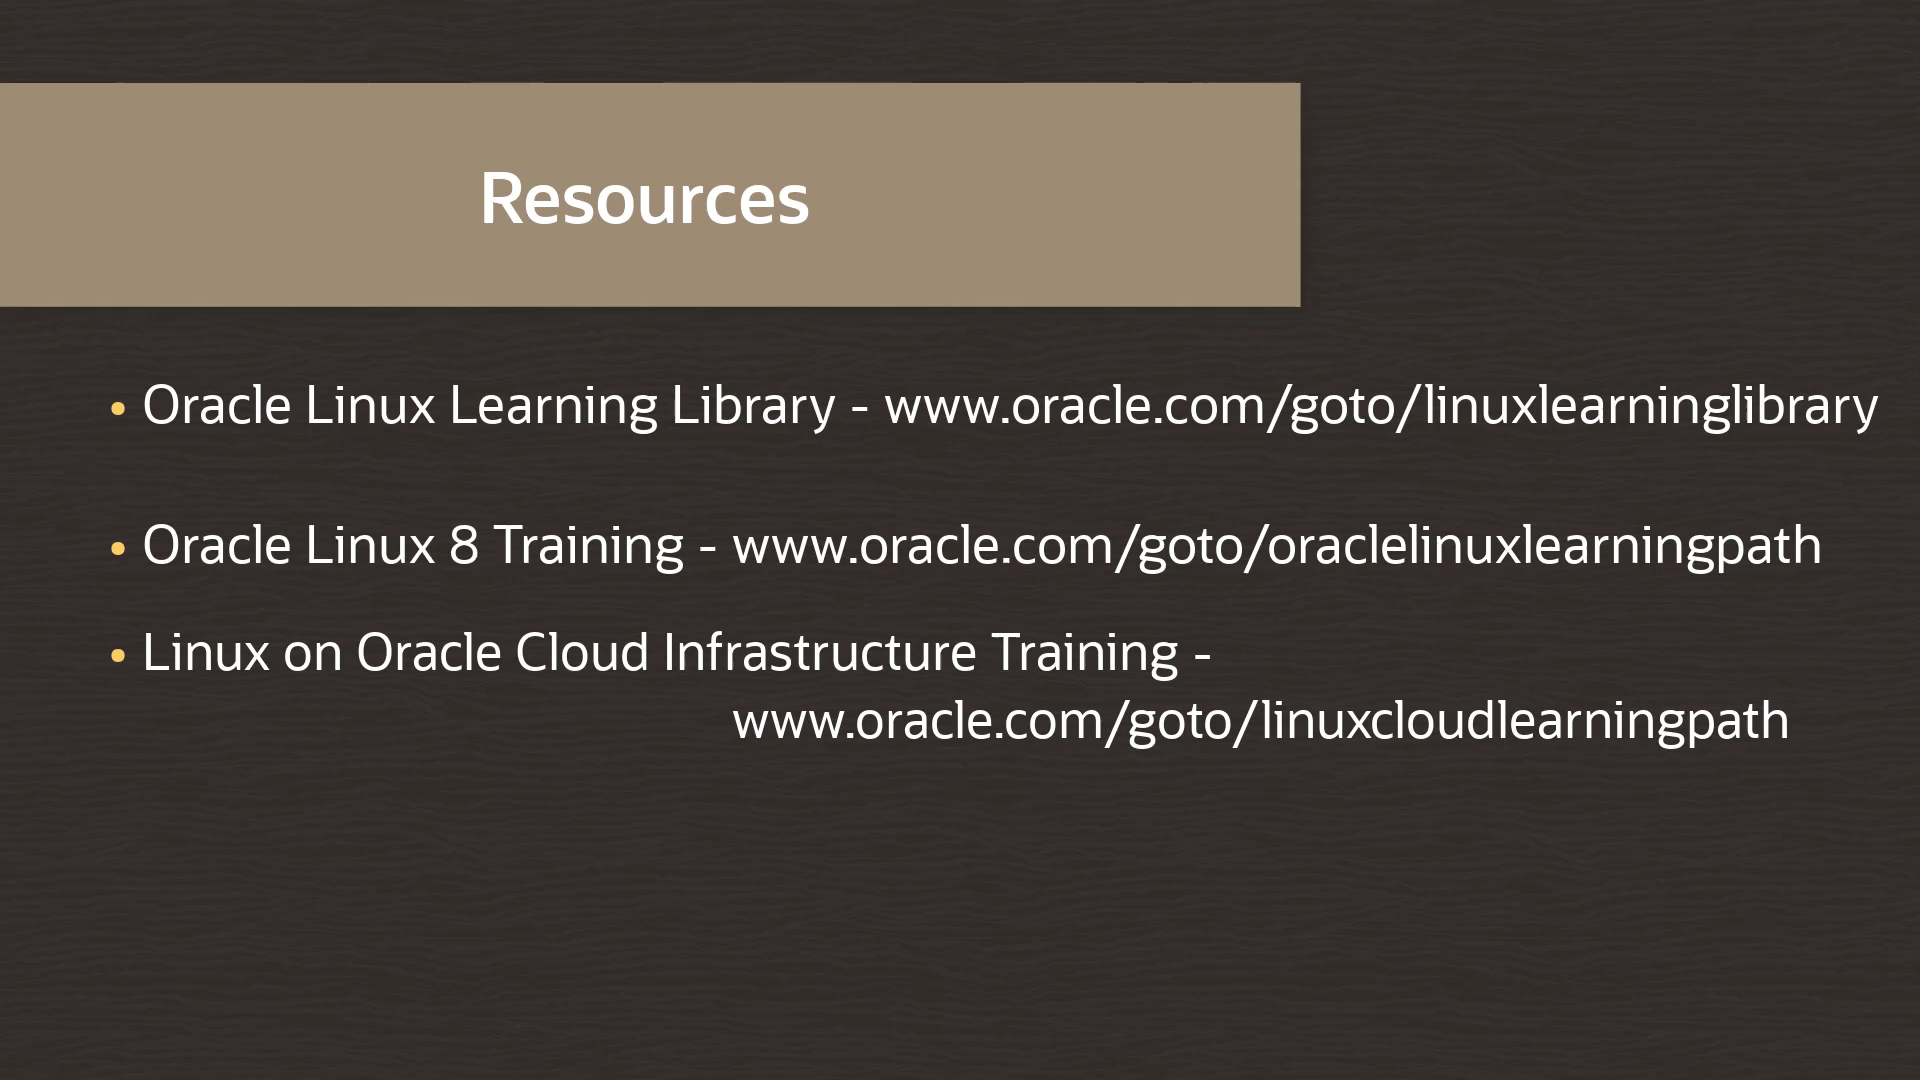 Resources
• Oracle Linux Learning Library - www.oracle.com/goto/linuxlearninglibrary
• Oracle Linux 8 Training - www.oracle.com/goto/oraclelinuxlearningpath
• Linux on Oracle Cloud Infrastructure Training -
www.oracle.com/goto/linuxcloudlearningpath